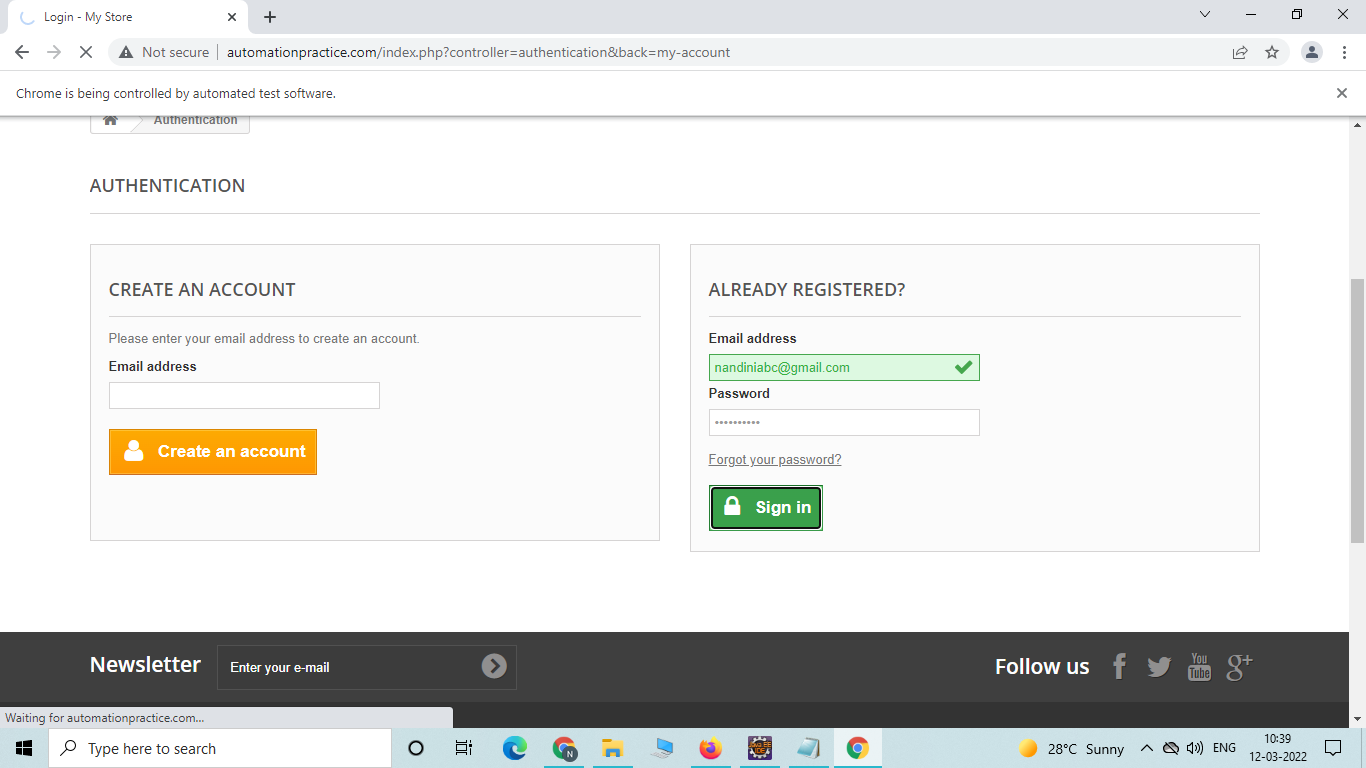 Login - My Store
Not secure
automationpractice.com/index.php?controller=authentication&back=my-account
Chrome is being controlled by automated test software.
Authentication
AUTHENTICATION
CREATE AN ACCOUNT
Please enter your email address to create an account.
Email address
Create an account
ALREADY REGISTERED?
Email address
nandiniabc@gmail.com
Password
••••••••••
Forgot your password?
Sign in
Newsletter
Enter your e-mail
Follow us
You
Tube
g+
Waiting for automationpractice.com...
Type here to search
N
Java EE
IDE
28°C Sunny
ENG
10:39
12-03-2022